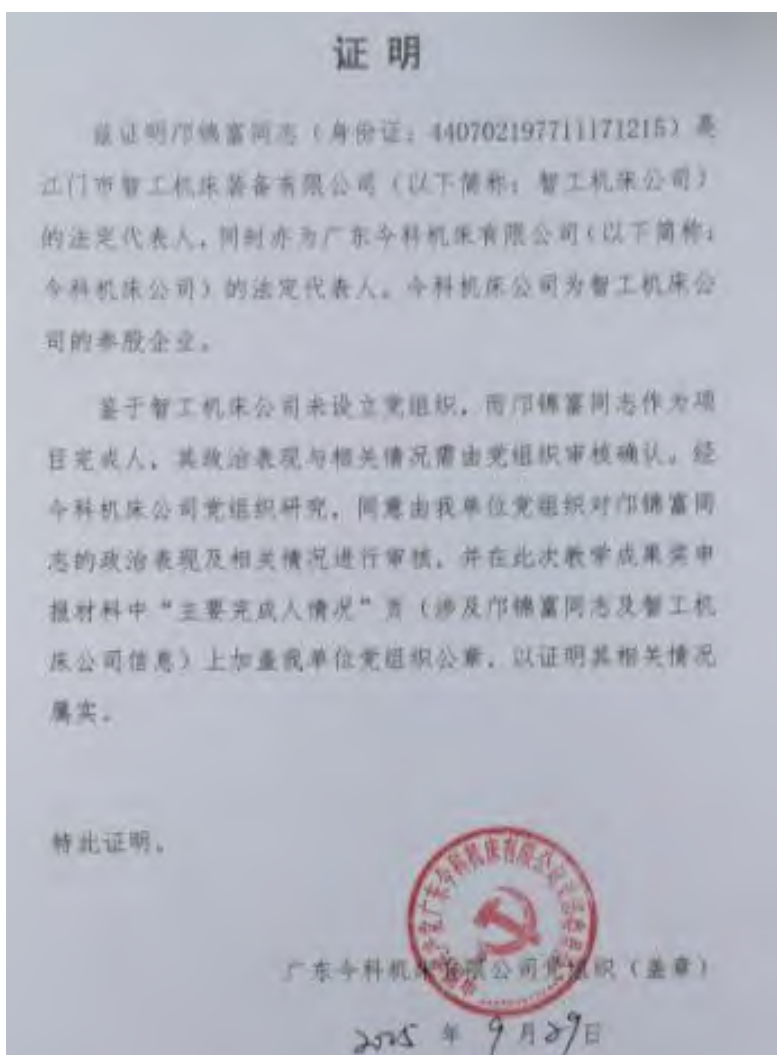 证 明
兹证明邝锦富同志（身份证：440702197711171215）是
江门市智工机床装备有限公司（以下简称：智工机床公司）
的法定代表人，同时亦为广东今科机床有限公司（以下简称：
今科机床公司）的法定代表人。今科机床公司为智工机床公
司的参股企业。
鉴于智工机床公司未设立党组织，而邝锦富同志作为项
目完成人，其政治表现与相关情况需由党组织审核确认。经
今科机床公司党组织研究，同意由我单位党组织对邝锦富同
志的政治表现及相关情况进行审核，并在此次教学成果奖申
报材料中“主要完成人情况”页（涉及邝锦富同志及智工机
床公司信息）上加盖我单位党组织公章，以证明其相关情况
属实。
特此证明。
广东今科机床有限公司
广东今科机床有限公司党组织（盖章）
2025 年 9 月 29 日